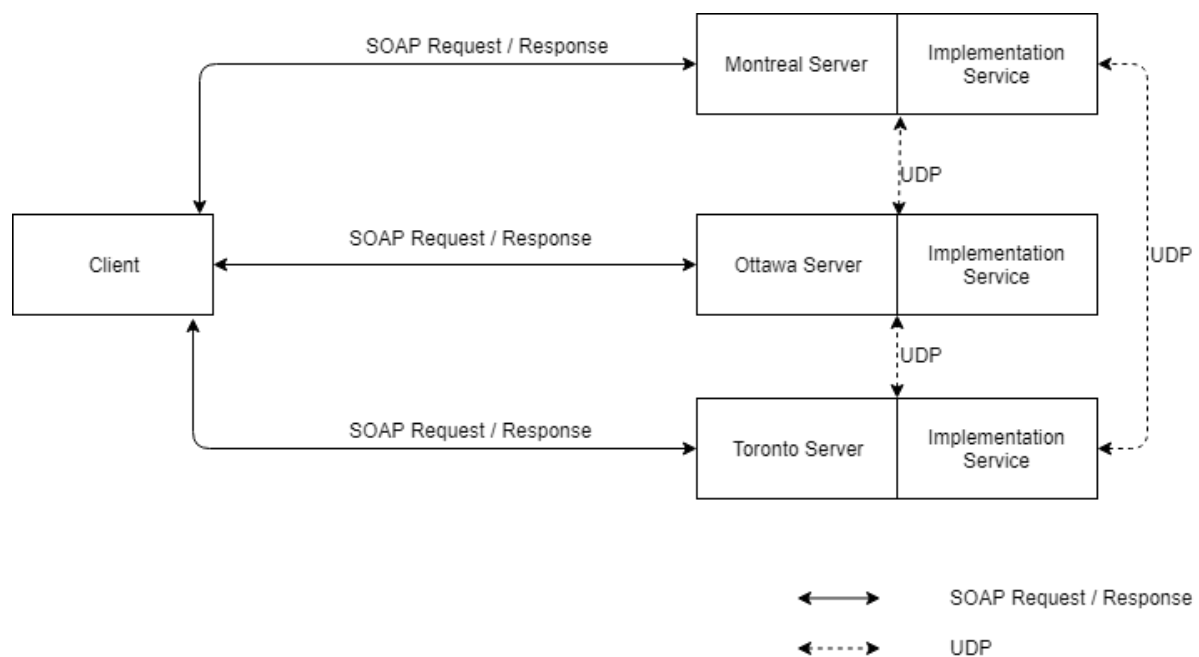 SOAP Request / Response
Montreal Server
Implementation
Service
UDP
SOAP Request / Response
Client
Ottawa Server
Implementation
Service
UDP
UDP
SOAP Request / Response
Toronto Server
Implementation
Service
SOAP Request / Response
UDP